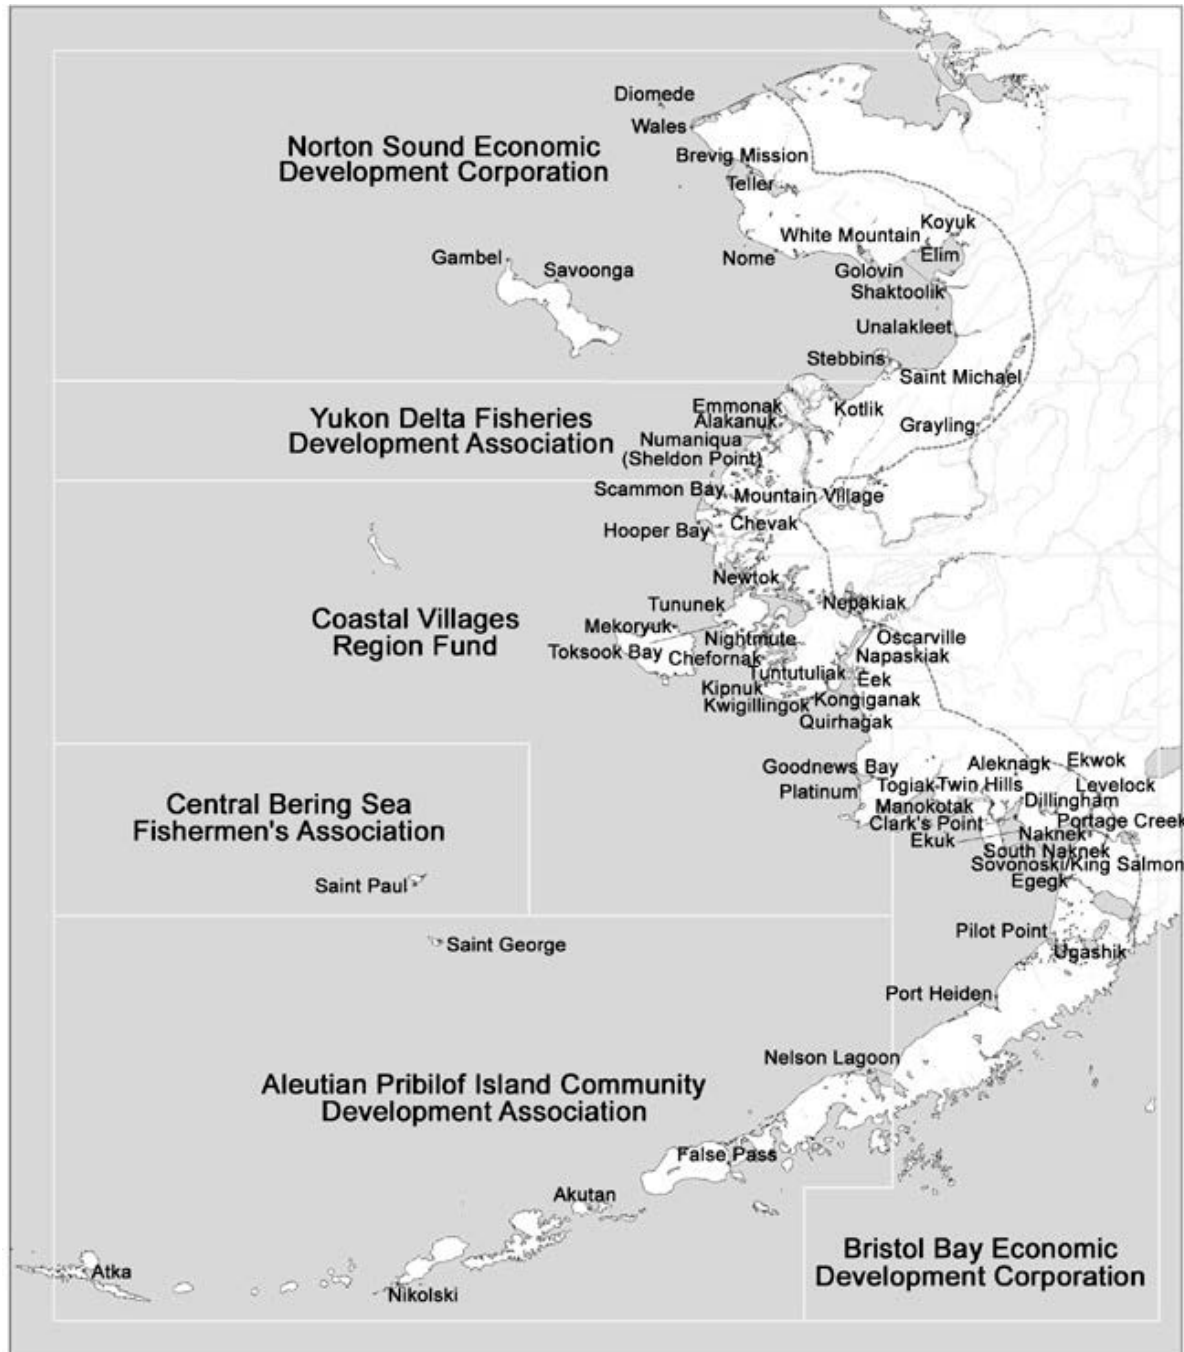 Diomede
Wales
Norton Sound Economic
Development Corporation
Brevig Mission
Teller
Koyuk
White Mountain
Elim
Nome
Gambel
Golovin
Savoonga
Shaktoolik
Unalakleet
Stebbins
Saint Michael
Yukon Delta Fisheries
Development Association
Emmonak
Kotlik
Alakanuk
Grayling
Numaniqua
(Sheldon Point)
Scammon Bay
Mountain Village
Hooper Bay
Chevak
Newtok
Tununek
Nepakiak
Coastal Villages
Region Fund
Mekoryuk
Nightmute
Oscarville
Toksook Bay
Chefornak
Napaskiak
Tuntutuliak
Eek
Kipnuk
Kongiganak
Kwigillingok
Quirhagak
Goodnews Bay
Aleknagk
Ekwok
Platinum
Togiak
Twin Hills
Levelock
Manokotak
Dillingham
Central Bering Sea
Fishermen's Association
Clark's Point
Portage Creek
Ekuk
Naknek
South Naknek
Sovonoski/King Salmon
Egegk
Saint Paul
Pilot Point
Saint George
Ugashik
Port Heiden
Nelson Lagoon
Aleutian Pribilof Island Community
Development Association
False Pass
Akutan
Bristol Bay Economic
Development Corporation
Atka
Nikolski